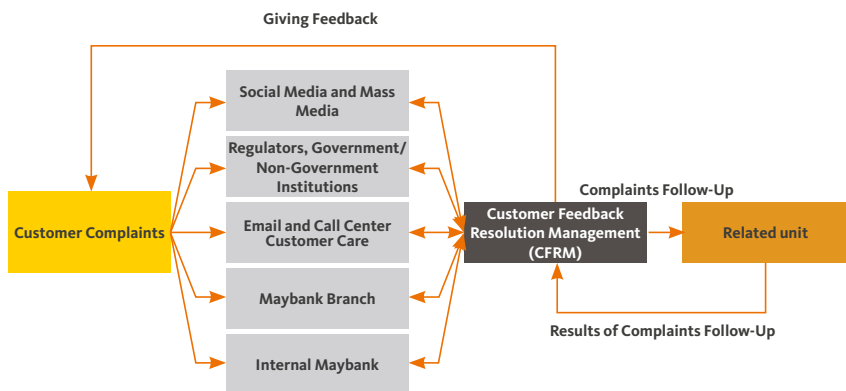 Giving Feedback
Social Media and Mass
Media
Regulators, Government/
Non-Government
Institutions
Customer Complaints
Email and Call Center
Customer Care
Maybank Branch
Internal Maybank
Customer Feedback
Resolution Management
(CFRM)
Complaints Follow-Up
Related unit
Results of Complaints Follow-Up